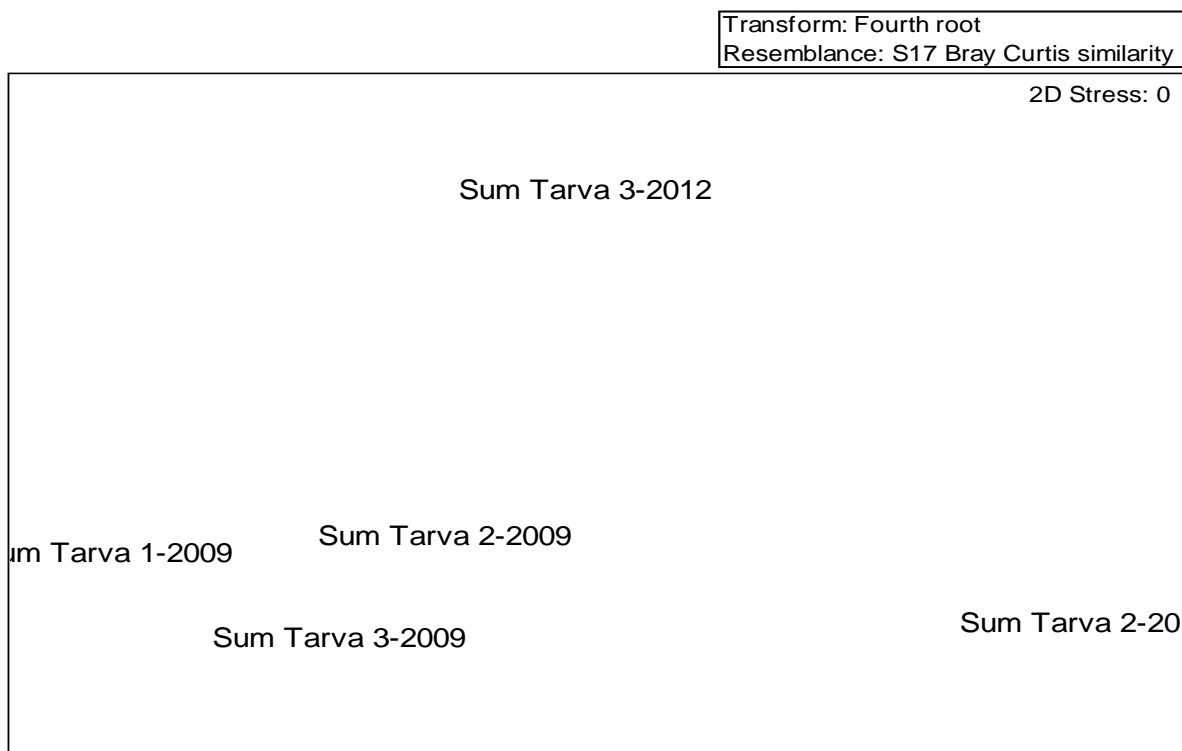 Transform: Fourth root
Resemblance: S17 Bray Curtis similarity
2D Stress: 0
Sum Tarva 3-2012
Sum Tarva 2-2009
um Tarva 1-2009
Sum Tarva 3-2009
Sum Tarva 2-20